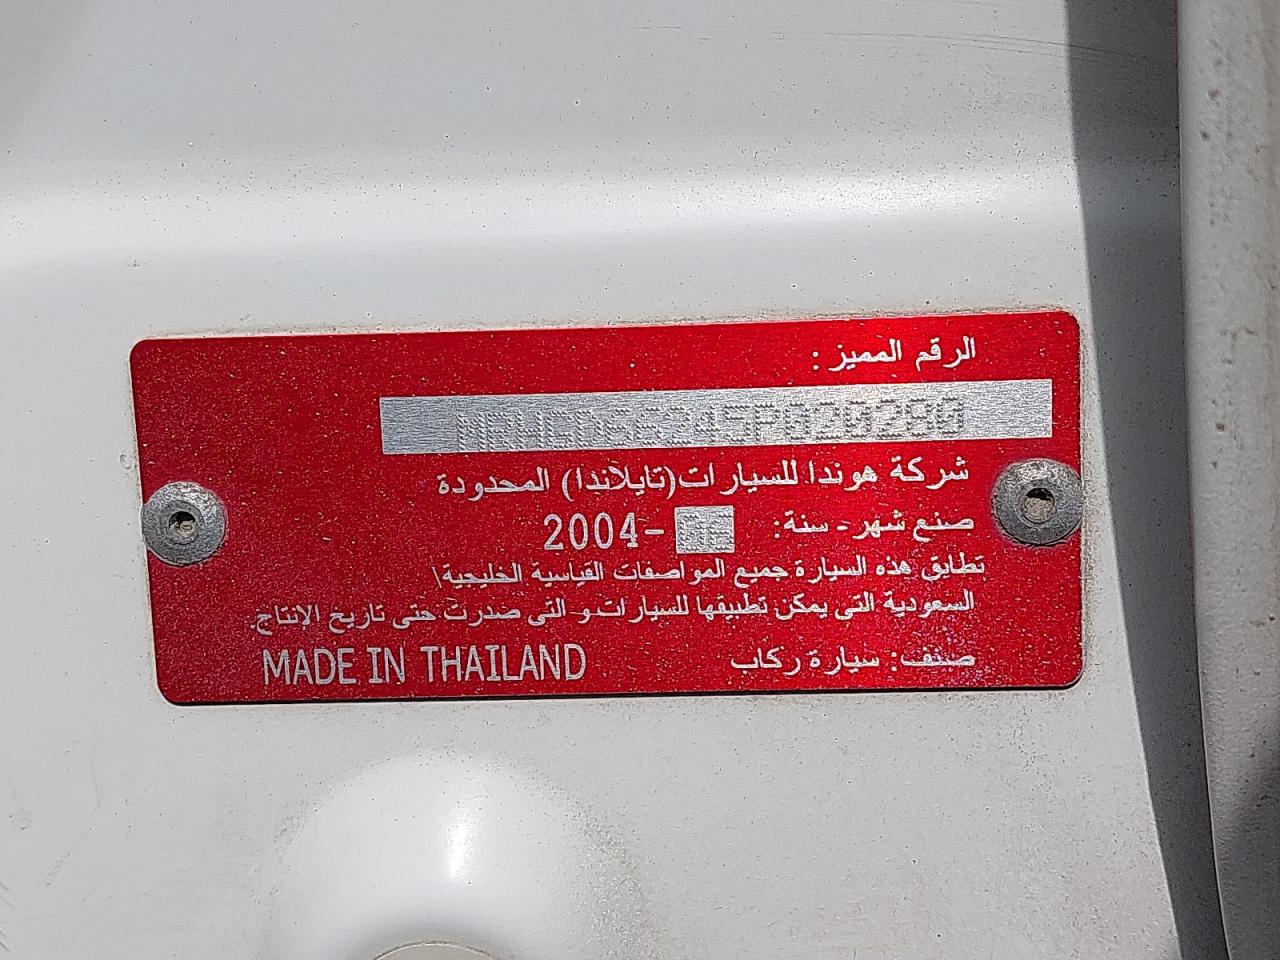 الرقم المميز :
MRHGD66245P020290
شركة هوندا للسيارات(تايلاندا) المحدودة
صنع شهر - سنة: 2004-
تطابق هذه السيارة جميع المواصفات القياسية الخليجية\
السعودية التى يمكن تطبيقها للسيارات و التى صدرت حتى تاريخ الإنتاج.
صنف: سيارة ركاب MADE IN THAILAND